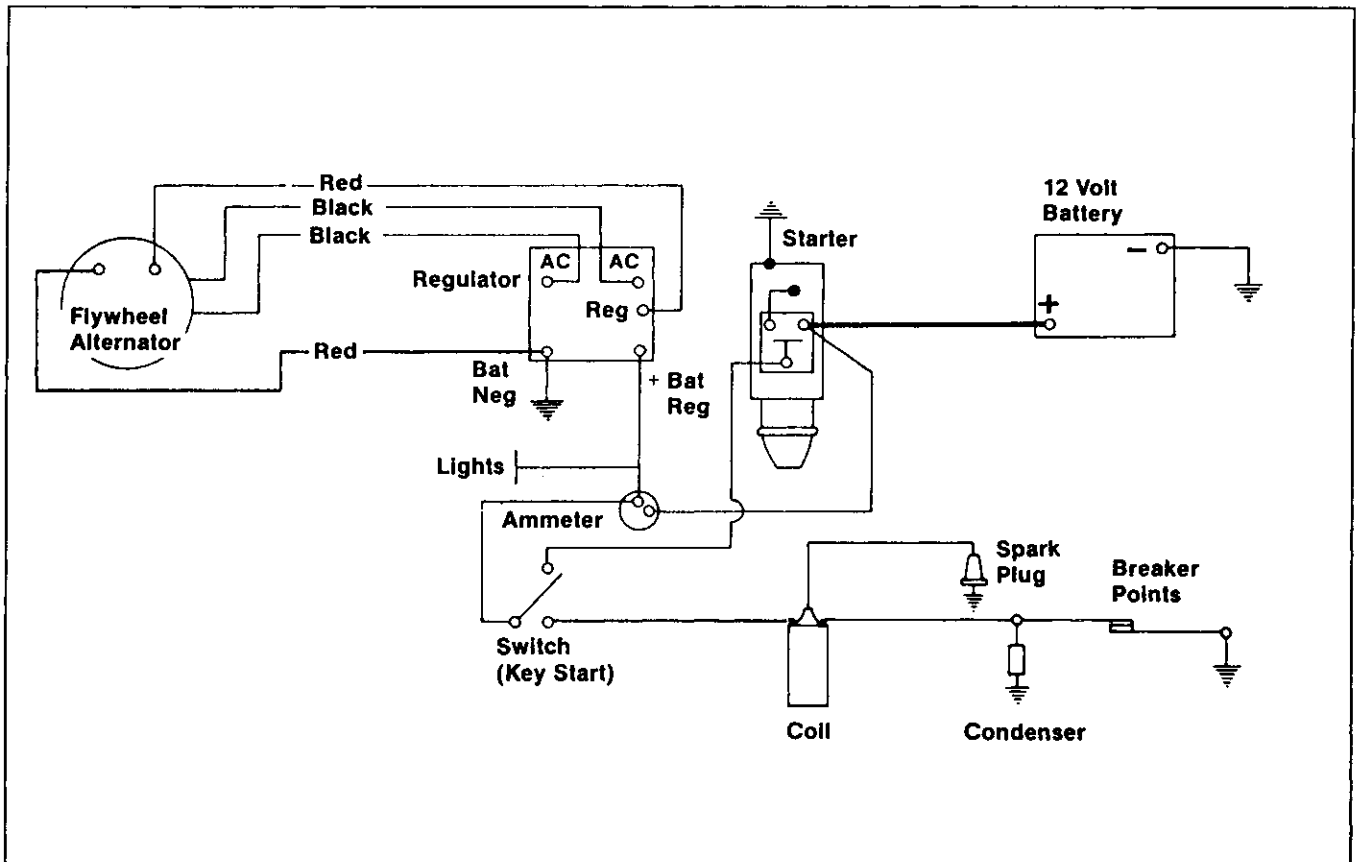 Red
Black
Black
12 Volt
Battery
Starter
AC AC
Regulator
Reg
−
+
Flywheel
Alternator
Red
Bat
Neg
+ Bat
Reg
Lights
Ammeter
Spark
Plug
Breaker
Points
Switch
(Key Start)
Coil
Condenser